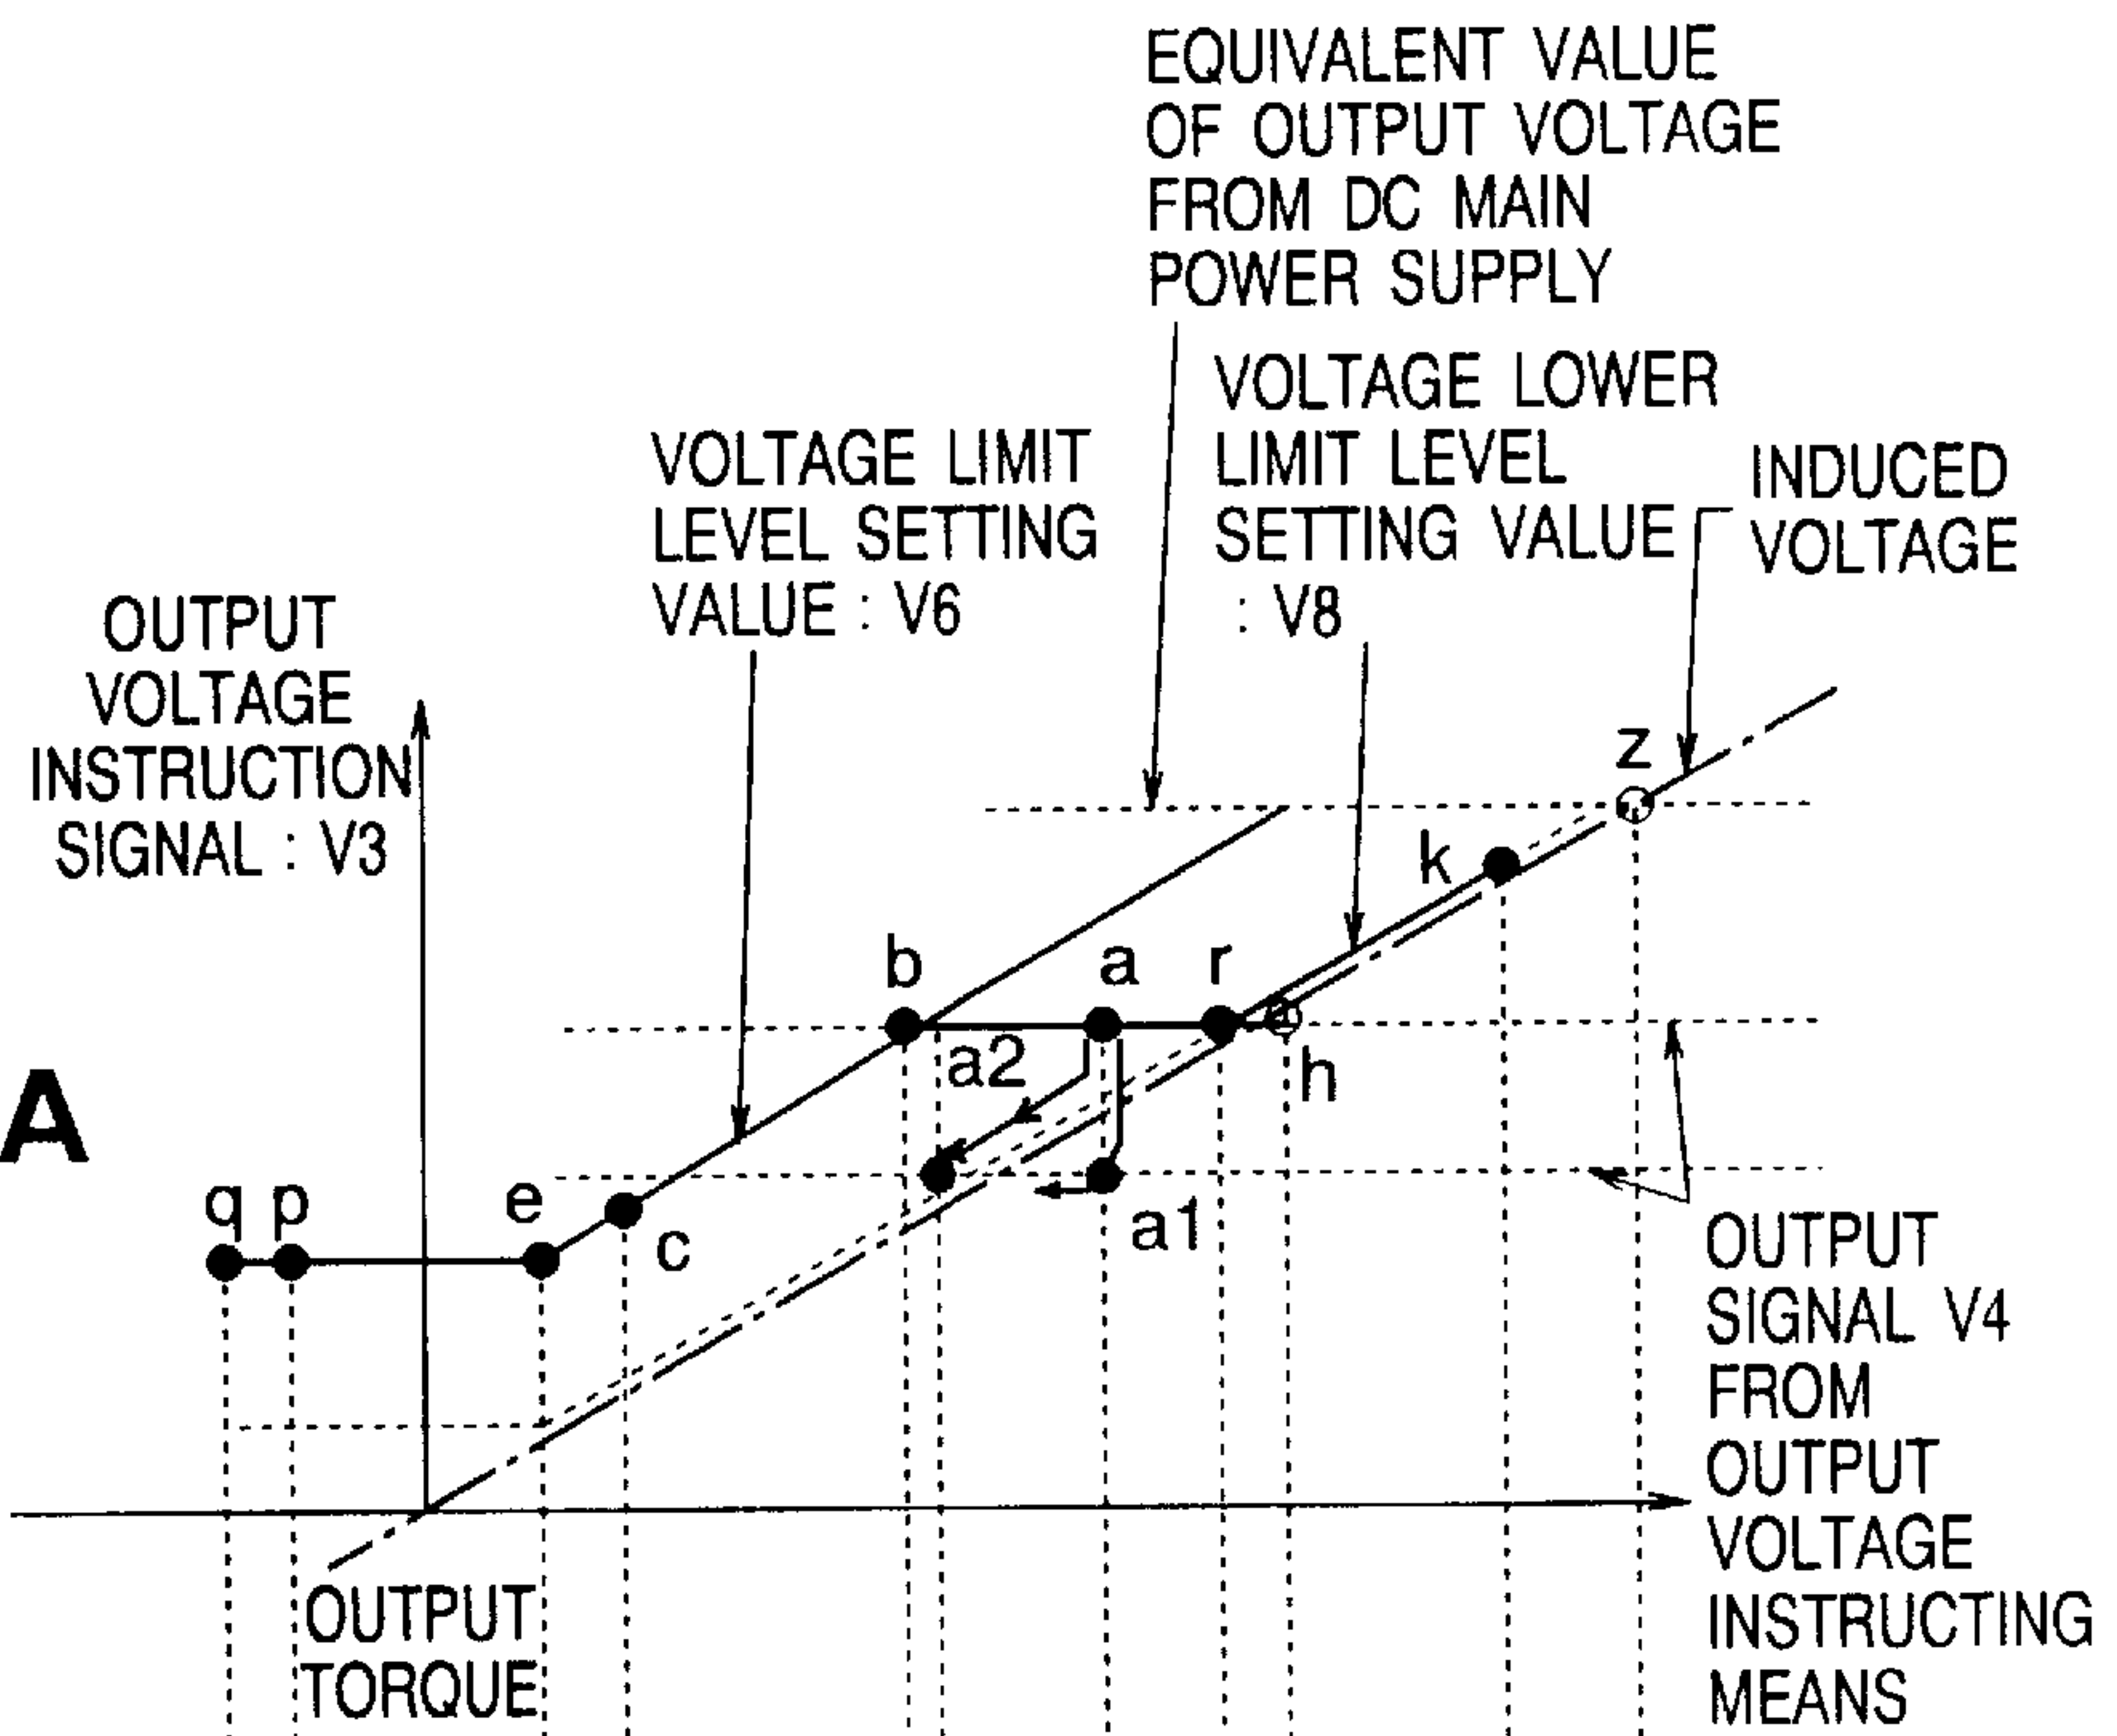 EQUIVALENT VALUE
OF OUTPUT VOLTAGE
FROM DC MAIN
POWER SUPPLY
VOLTAGE LOWER
LIMIT LEVEL
SETTING VALUE
: V8
VOLTAGE LIMIT
LEVEL SETTING
VALUE : V6
INDUCED
VOLTAGE
OUTPUT
VOLTAGE
INSTRUCTION
SIGNAL : V3
z
k
b
a
r
a2
h
A
q
p
e
c
a1
OUTPUT
SIGNAL V4
FROM
OUTPUT
VOLTAGE
INSTRUCTING
MEANS
OUTPUT
TORQUE